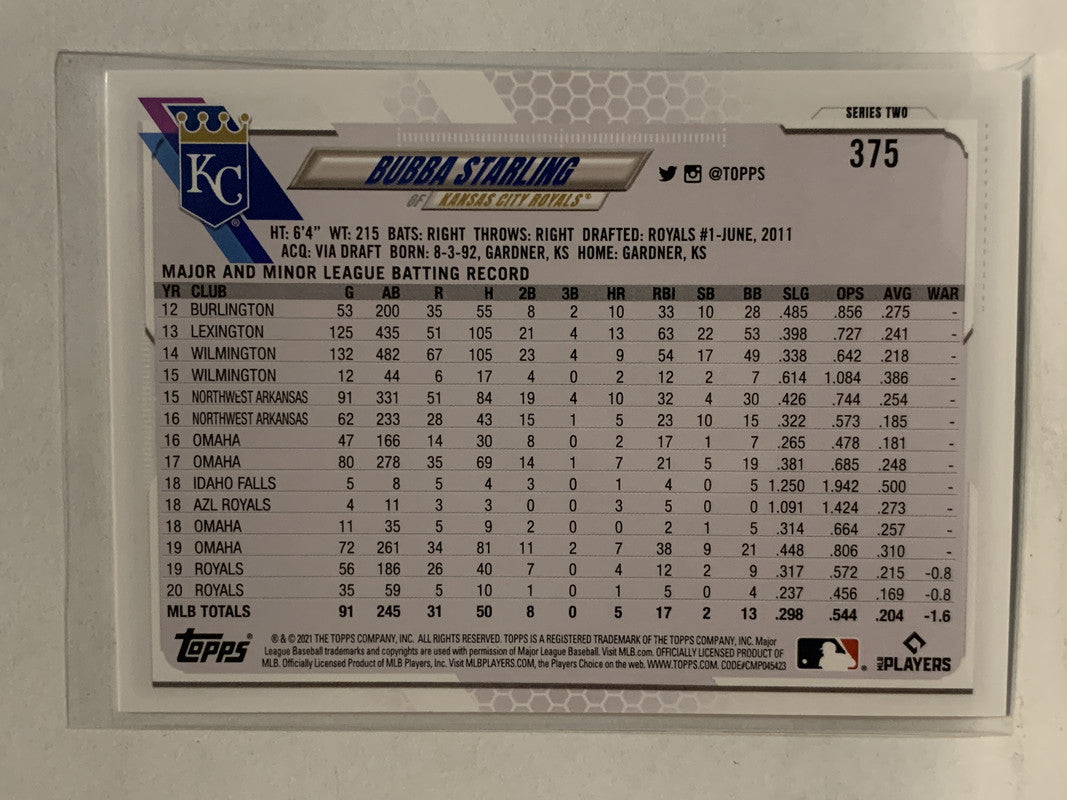 SERIES TWO
375
KC
®
BUBBA STARLING
@TOPPS
OF KANSAS CITY ROYALS®
HT: 6'4" WT: 215 BATS: RIGHT THROWS: RIGHT DRAFTED: ROYALS #1-JUNE, 2011
ACQ: VIA DRAFT BORN: 8-3-92, GARDNER, KS HOME: GARDNER, KS
MAJOR AND MINOR LEAGUE BATTING RECORD
YR CLUB G AB R H 2B 3B HR RBI SB BB SLG OPS AVG WAR
12 BURLINGTON 53 200 35 55 8 2 10 33 10 28 .485 .856 .275 -
13 LEXINGTON 125 435 51 105 21 4 13 63 22 53 .398 .727 .241 -
14 WILMINGTON 132 482 67 105 23 4 9 54 17 49 .338 .642 .218 -
15 WILMINGTON 12 44 6 17 4 0 2 12 2 7 .614 1.084 .386 -
15 NORTHWEST ARKANSAS 91 331 51 84 19 4 10 32 4 30 .426 .744 .254 -
16 NORTHWEST ARKANSAS 62 233 28 43 15 1 5 23 10 15 .322 .573 .185 -
16 OMAHA 47 166 14 30 8 0 2 17 1 7 .265 .478 .181 -
17 OMAHA 80 278 35 69 14 1 7 21 5 19 .381 .685 .248 -
18 IDAHO FALLS 5 8 5 4 3 0 1 4 0 5 1.250 1.942 .500 -
18 AZL ROYALS 4 11 3 3 0 0 3 5 0 0 1.091 1.424 .273 -
18 OMAHA 11 35 5 9 2 0 0 2 1 5 .314 .664 .257 -
19 OMAHA 72 261 34 81 11 2 7 38 9 21 .448 .806 .310 -
19 ROYALS 56 186 26 40 7 0 4 12 2 9 .317 .572 .215 -0.8
20 ROYALS 35 59 5 10 1 0 1 5 0 4 .237 .456 .169 -0.8
MLB TOTALS 91 245 31 50 8 0 5 17 2 13 .298 .544 .204 -1.6
Topps®
® & © 2021 THE TOPPS COMPANY, INC. ALL RIGHTS RESERVED. TOPPS IS A REGISTERED TRADEMARK OF THE TOPPS COMPANY, INC. Major
League Baseball trademarks and copyrights are used with permission of Major League Baseball. Visit MLB.com. OFFICIALLY LICENSED PRODUCT OF
MLB. Officially Licensed Product of MLB Players, Inc. Visit MLBPLAYERS.COM, the Players Choice on the web. WWW.TOPPS.COM. CODE#CMP045423
®
MLB PLAYERS